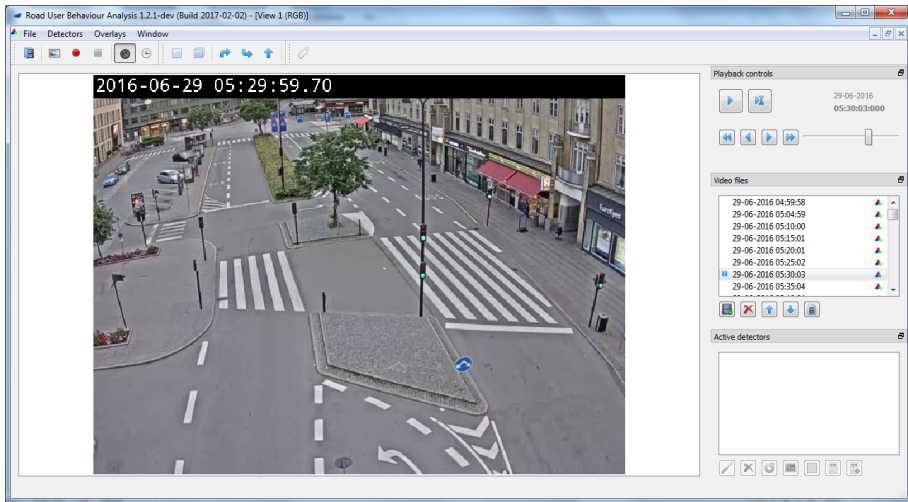 Road User Behaviour Analysis 1.2.1-dev (Build 2017-02-02) - [View 1 (RGB)]
File Detectors Overlays Window
Playback controls
2016-06-29 05:29:59.70
29-06-2016
05:30:03:000
Video files
29-06-2016 04:59:58
29-06-2016 05:04:59
29-06-2016 05:10:00
29-06-2016 05:15:01
29-06-2016 05:20:01
29-06-2016 05:25:02
29-06-2016 05:30:03
29-06-2016 05:35:04
Active detectors